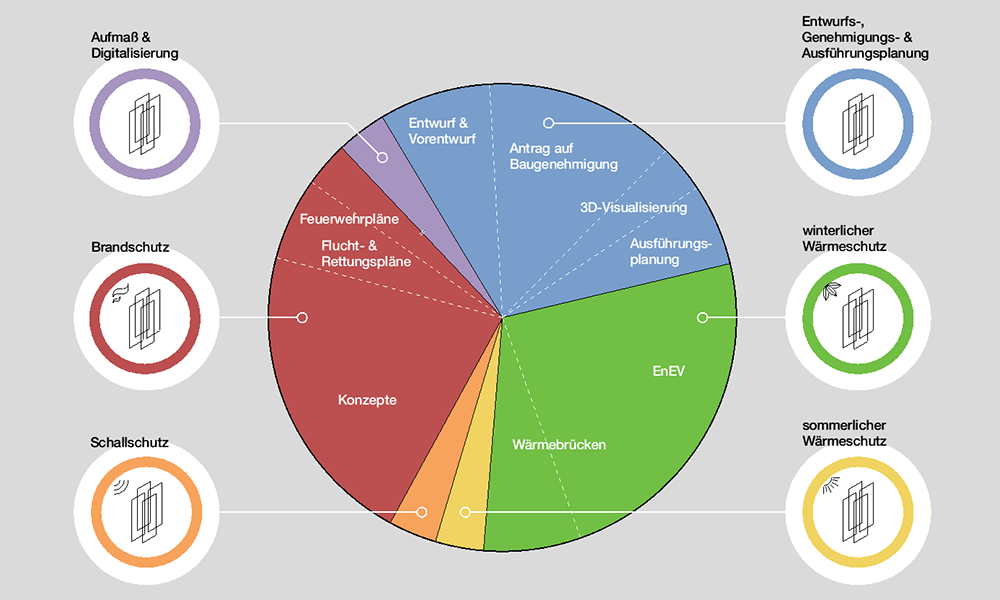 Aufmaß &
Digitalisierung
Entwurfs-,
Genehmigungs- &
Ausführungsplanung
Entwurf &
Vorentwurf
Antrag auf
Baugenehmigung
3D-Visualisierung
Ausführungs-
planung
Feuerwehrpläne
Flucht- &
Rettungspläne
Brandschutz
winterlicher
Wärmeschutz
EnEV
Konzepte
Wärmebrücken
Schallschutz
sommerlicher
Wärmeschutz